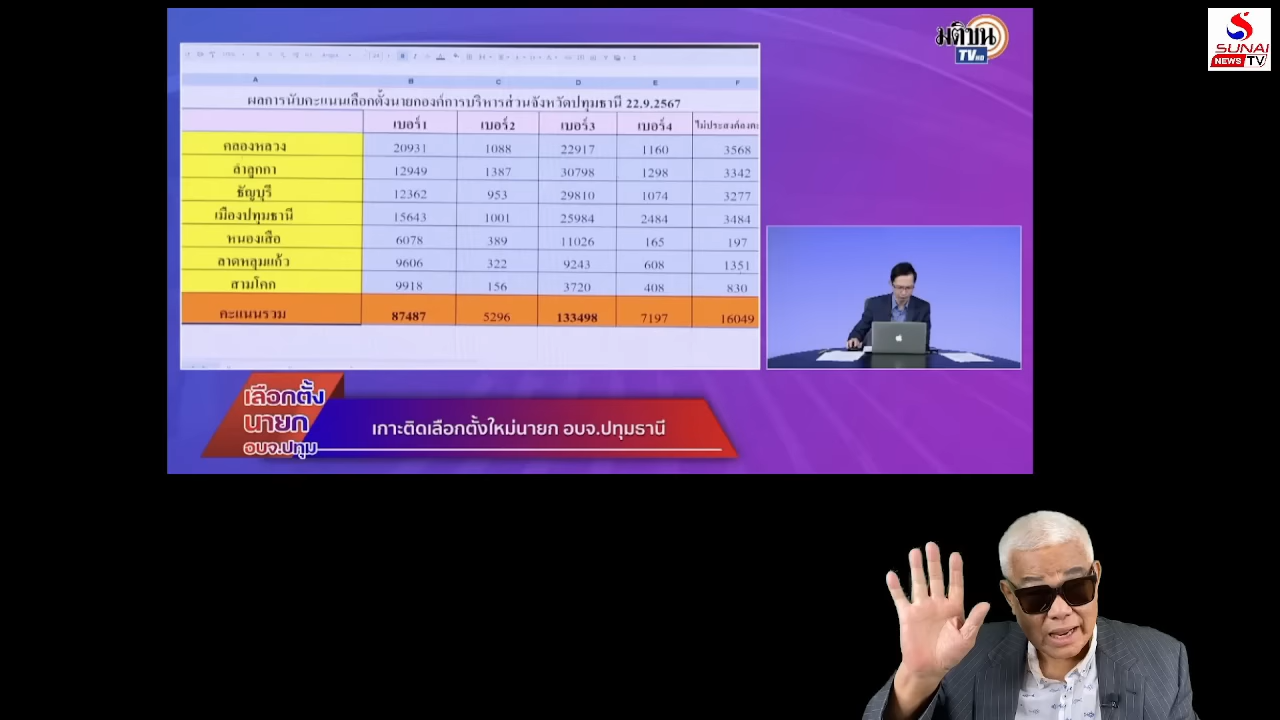 มติชน
TV HD
SUNAI
NEWS TV
A B C D E F
ผลการนับคะแนนเลือกตั้งนายกองค์การบริหารส่วนจังหวัดปทุมธานี 22.9.2567
เบอร์1 เบอร์2 เบอร์3 เบอร์4 ไม่ประสงค์ลงคะ
คลองหลวง 20931 1088 22917 1160 3568
ลำลูกกา 12949 1387 30798 1298 3342
ธัญบุรี 12362 953 29810 1074 3277
เมืองปทุมธานี 15643 1001 25984 2484 3484
หนองเสือ 6078 389 11026 165 197
ลาดหลุมแก้ว 9606 322 9243 608 1351
สามโคก 9918 156 3720 408 830
คะแนนรวม 87487 5296 133498 7197 16049
เลือกตั้ง
นายก
อบจ.ปทุม
เกาะติดเลือกตั้งใหม่นายก อบจ.ปทุมธานี